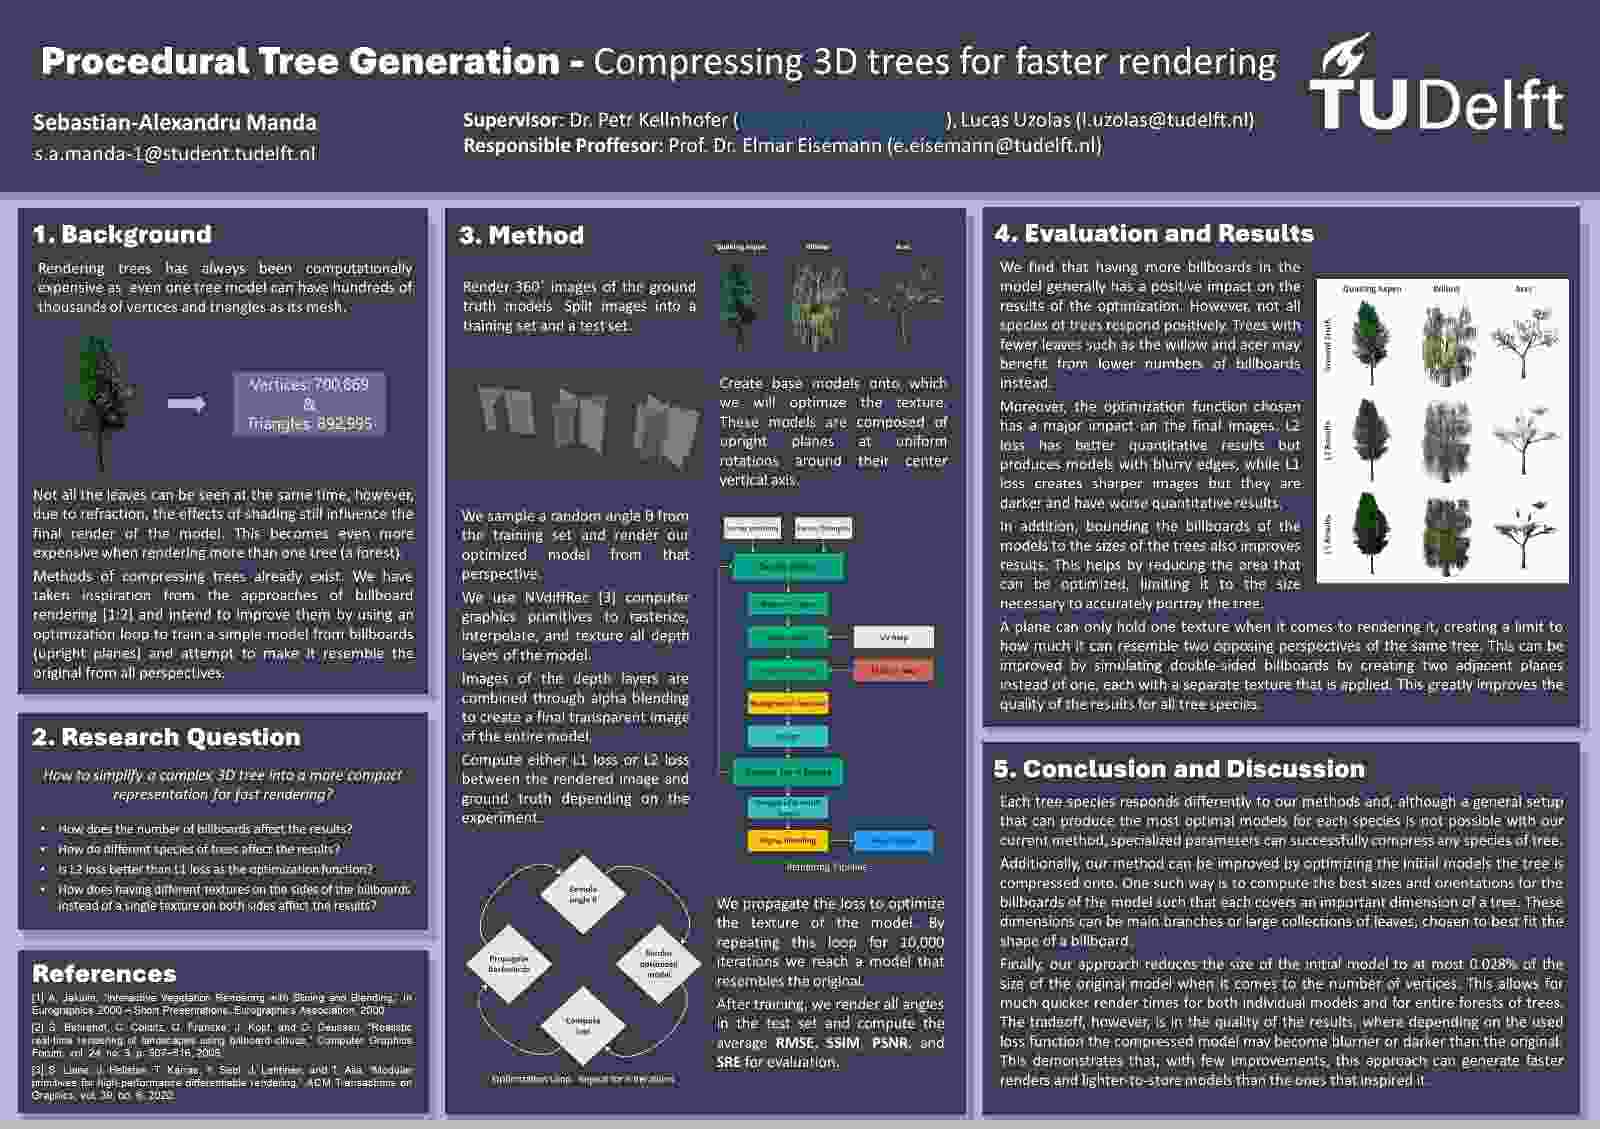 Procedural Tree Generation - Compressing 3D trees for faster rendering
TU Delft
Sebastian-Alexandru Manda
s.a.manda-1@student.tudelft.nl
Supervisor: Dr. Petr Kellnhofer ( ), Lucas Uzolas (l.uzolas@tudelft.nl)
Responsible Proffesor: Prof. Dr. Elmar Eisemann (e.eisemann@tudelft.nl)
1. Background
Rendering trees has always been computationally
expensive as even one tree model can have hundreds of
thousands of vertices and triangles as its mesh.
Vertices: 700,669
&
Triangles: 892,995
Not all the leaves can be seen at the same time, however,
due to refraction, the effects of shading still influence the
final render of the model. This becomes even more
expensive when rendering more than one tree (a forest).
Methods of compressing trees already exist. We have
taken inspiration from the approaches of billboard
rendering [1,2] and intend to improve them by using an
optimization loop to train a simple model from billboards
(upright planes) and attempt to make it resemble the
original from all perspectives.
2. Research Question
How to simplify a complex 3D tree into a more compact
representation for fast rendering?
• How does the number of billboards affect the results?
• How do different species of trees affect the results?
• Is L2 loss better than L1 loss as the optimization function?
• How does having different textures on the sides of the billboards
instead of a single texture on both sides affect the results?
References
[1] A. Jakulin, "Interactive Vegetation Rendering with Slicing and Blending," in
Eurographics 2000 – Short Presentations, Eurographics Association, 2000
[2] S. Behrendt, C. Colditz, O. Franzke, J. Kopf, and O. Deussen, "Realistic
real-time rendering of landscapes using billboard clouds," Computer Graphics
Forum, vol. 24, no. 3, p. 507–516, 2005.
[3] S. Laine, J. Hellsten, T. Karras, Y. Seol, J. Lehtinen, and T. Aila, "Modular
primitives for high-performance differentiable rendering," ACM Transactions on
Graphics, vol. 39, no. 6, 2020.
3. Method
Render 360° images of the ground
truth models. Split images into a
training set and a test set.
Quaking Aspen Willow Acer
Create base models onto which
we will optimize the texture.
These models are composed of
upright planes at uniform
rotations around their center
vertical axis.
We sample a random angle θ from
the training set and render our
optimized model from that
perspective.
We use NVdiffRec [3] computer
graphics primitives to rasterize,
interpolate, and texture all depth
layers of the model.
Images of the depth layers are
combined through alpha blending
to create a final transparent image
of the entire model.
Compute either L1 loss or L2 loss
between the rendered image and
ground truth depending on the
experiment.
UV Map
Alpha Blending
Rendering Pipeline
Sample
angle θ
Render
optimized
model
Compute
loss
Propagate
backwards
We propagate the loss to optimize
the texture of the model. By
repeating this loop for 10,000
iterations we reach a model that
resembles the original.
After training, we render all angles
in the test set and compute the
average RMSE, SSIM, PSNR, and
SRE for evaluation.
4. Evaluation and Results
We find that having more billboards in the
model generally has a positive impact on the
results of the optimization. However, not all
species of trees respond positively. Trees with
fewer leaves such as the willow and acer may
benefit from lower numbers of billboards
instead.
Moreover, the optimization function chosen
has a major impact on the final images. L2
loss has better quantitative results but
produces models with blurry edges, while L1
loss creates sharper images but they are
darker and have worse quantitative results.
In addition, bounding the billboards of the
models to the sizes of the trees also improves
results. This helps by reducing the area that
can be optimized, limiting it to the size
necessary to accurately portray the tree.
Quaking Aspen Willow Acer
Ground Truth
L2 Results
L1 Results
A plane can only hold one texture when it comes to rendering it, creating a limit to
how much it can resemble two opposing perspectives of the same tree. This can be
improved by simulating double-sided billboards by creating two adjacent planes
instead of one, each with a separate texture that is applied. This greatly improves the
quality of the results for all tree species.
5. Conclusion and Discussion
Each tree species responds differently to our methods and, although a general setup
that can produce the most optimal models for each species is not possible with our
current method, specialized parameters can successfully compress any species of tree.
Additionally, our method can be improved by optimizing the initial models the tree is
compressed onto. One such way is to compute the best sizes and orientations for the
billboards of the model such that each covers an important dimension of a tree. These
dimensions can be main branches or large collections of leaves, chosen to best fit the
shape of a billboard.
Finally, our approach reduces the size of the initial model to at most 0.028% of the
size of the original model when it comes to the number of vertices. This allows for
much quicker render times for both individual models and for entire forests of trees.
The tradeoff, however, is in the quality of the results, where depending on the used
loss function the compressed model may become blurrier or darker than the original.
This demonstrates that, with few improvements, this approach can generate faster
renders and lighter-to-store models than the ones that inspired it.